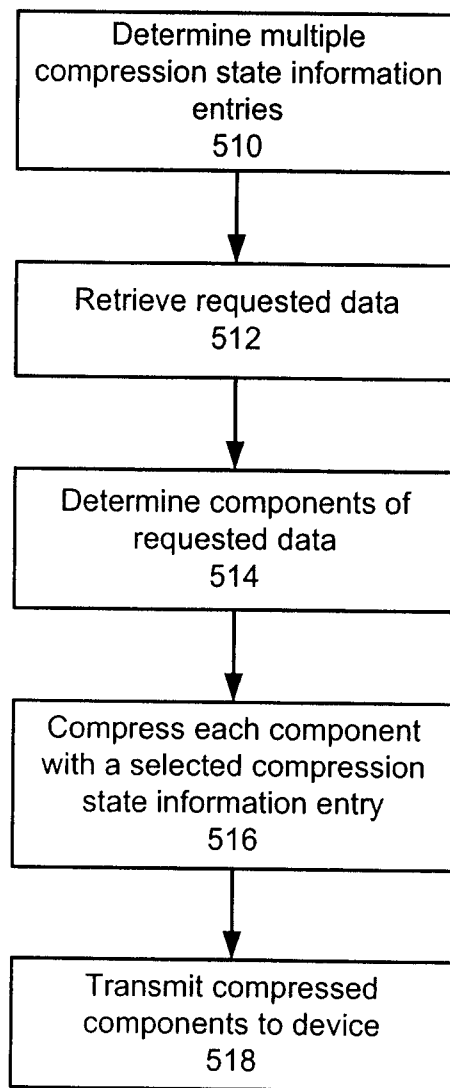 Determine multiple
compression state information
entries
510
Retrieve requested data
512
Determine components of
requested data
514
Compress each component
with a selected compression
state information entry
516
Transmit compressed
components to device
518